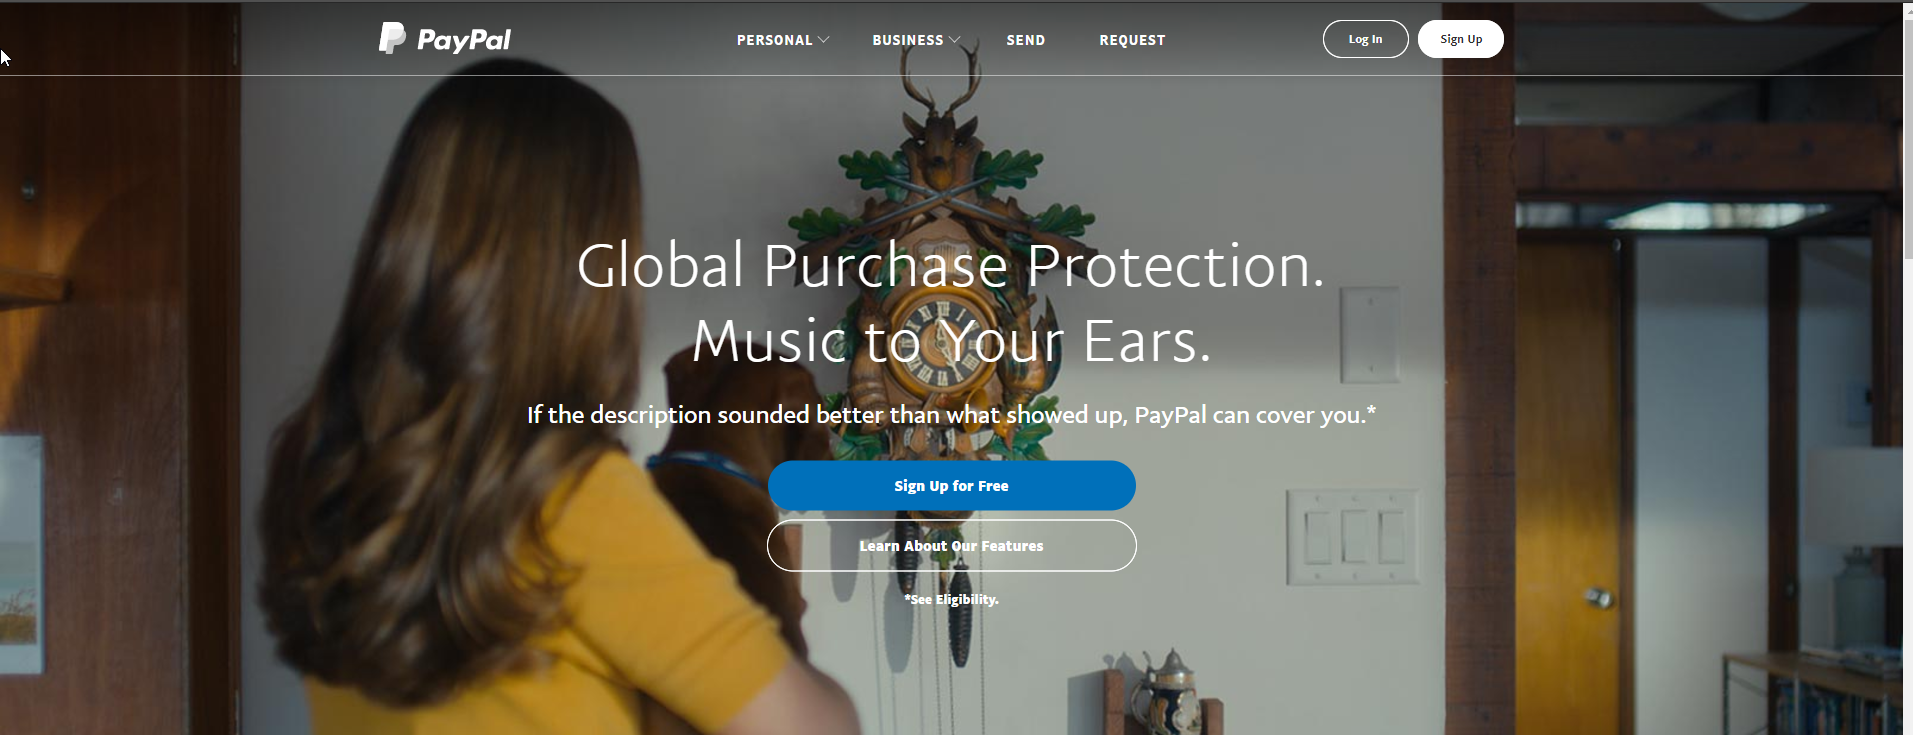 PayPal
PERSONAL
BUSINESS
SEND
REQUEST
Log In
Sign Up
Global Purchase Protection.
Music to Your Ears.
If the description sounded better than what showed up, PayPal can cover you.*
Sign Up for Free
Learn About Our Features
*See Eligibility.